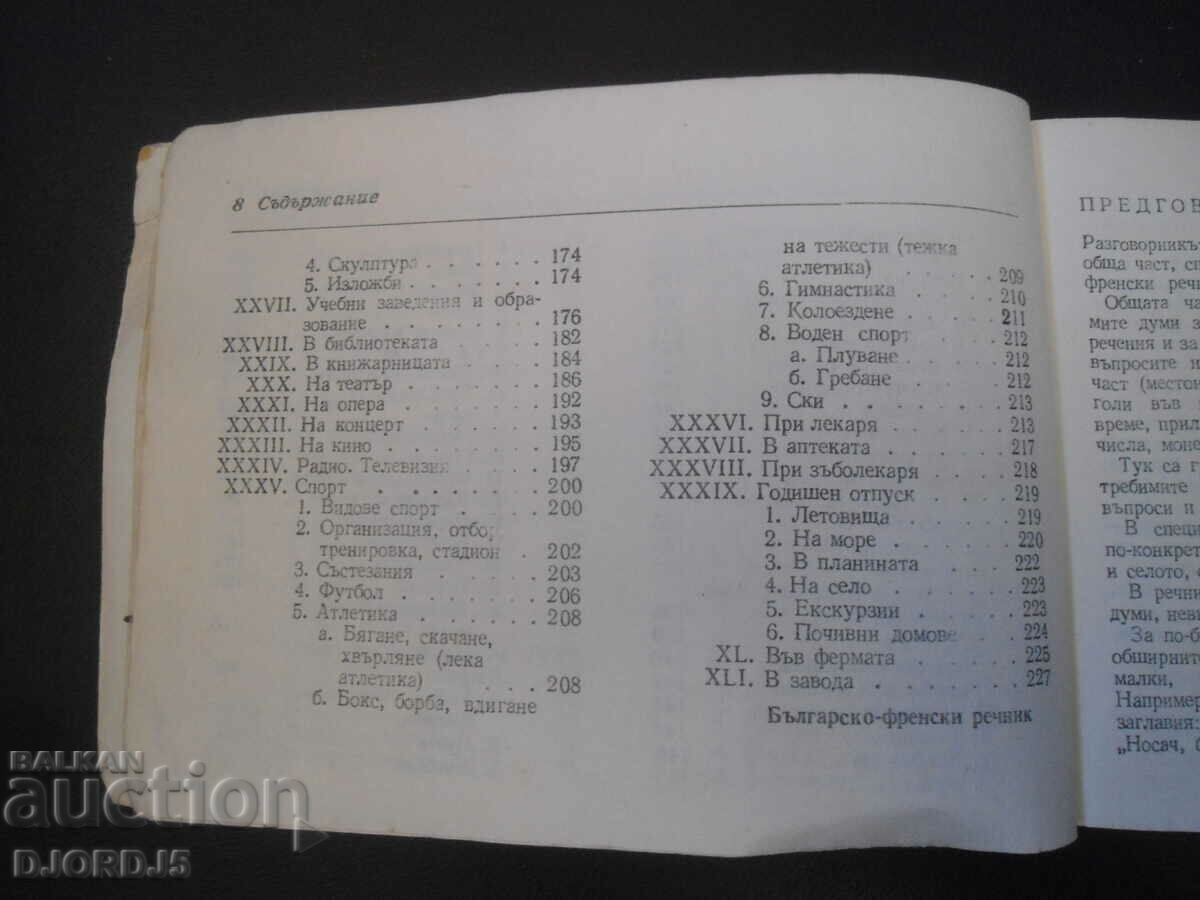 8 Съдържание
4. Скулптура . . . . . . 174
5. Изложби . . . . . . 174
XXVII. Учебни заведения и обра-
зование . . . . . . . . 176
XXVIII. В библиотеката . . . . . 182
XXIX. В книжарницата . . . . . 184
XXX. На театър . . . . . . . 186
XXXI. На опера . . . . . . . 192
XXXII. На концерт . . . . . . 193
XXXIII. На кино . . . . . . . 195
XXXIV. Радио. Телевизия . . . . 197
XXXV. Спорт . . . . . . . 200
1. Видове спорт . . . . 200
2. Организация, отбор,
тренировка, стадион . 202
3. Състезания . . . . . 203
4. Футбол . . . . . . . 206
5. Атлетика . . . . . . 208
а. Бягане, скачане,
хвърляне (лека
атлетика) . . . . 208
б. Бокс, борба, вдигане
на тежести (тежка
атлетика) . . . . 209
6. Гимнастика . . . . . 210
7. Колоездене . . . . . 211
8. Воден спорт . . . . . 212
а. Плуване . . . . . 212
б. Гребане . . . . . 212
9. Ски . . . . . . . . 213
XXXVI. При лекаря . . . . . . 213
XXXVII. В аптеката . . . . . . 217
XXXVIII. При зъболекаря . . . . 218
XXXIX. Годишен отпуск . . . . 219
1. Летовища . . . . . . 219
2. На море . . . . . . 220
3. В планината . . . . . 222
4. На село . . . . . . . 223
5. Екскурзии . . . . . . 223
6. Почивни домове . . . 224
XL. Във фермата . . . . . . 225
XLI. В завода . . . . . . . 227
Българско-френски речник
ПРЕДГОВ
Разговорникът
обща част, сп
френски речн
Общата ча
мите думи з
речения и за
въпросите и
част (местои
голи във
време, прил
числа, моне
Тук са г
требимите
въпроси и
В специ
по-конкрет
и селото,
В речни
думи, неви
За по-б
обширнит
малки,
Например
заглавия:
„Носач, б
BALKAN
auction
DJORDJ5